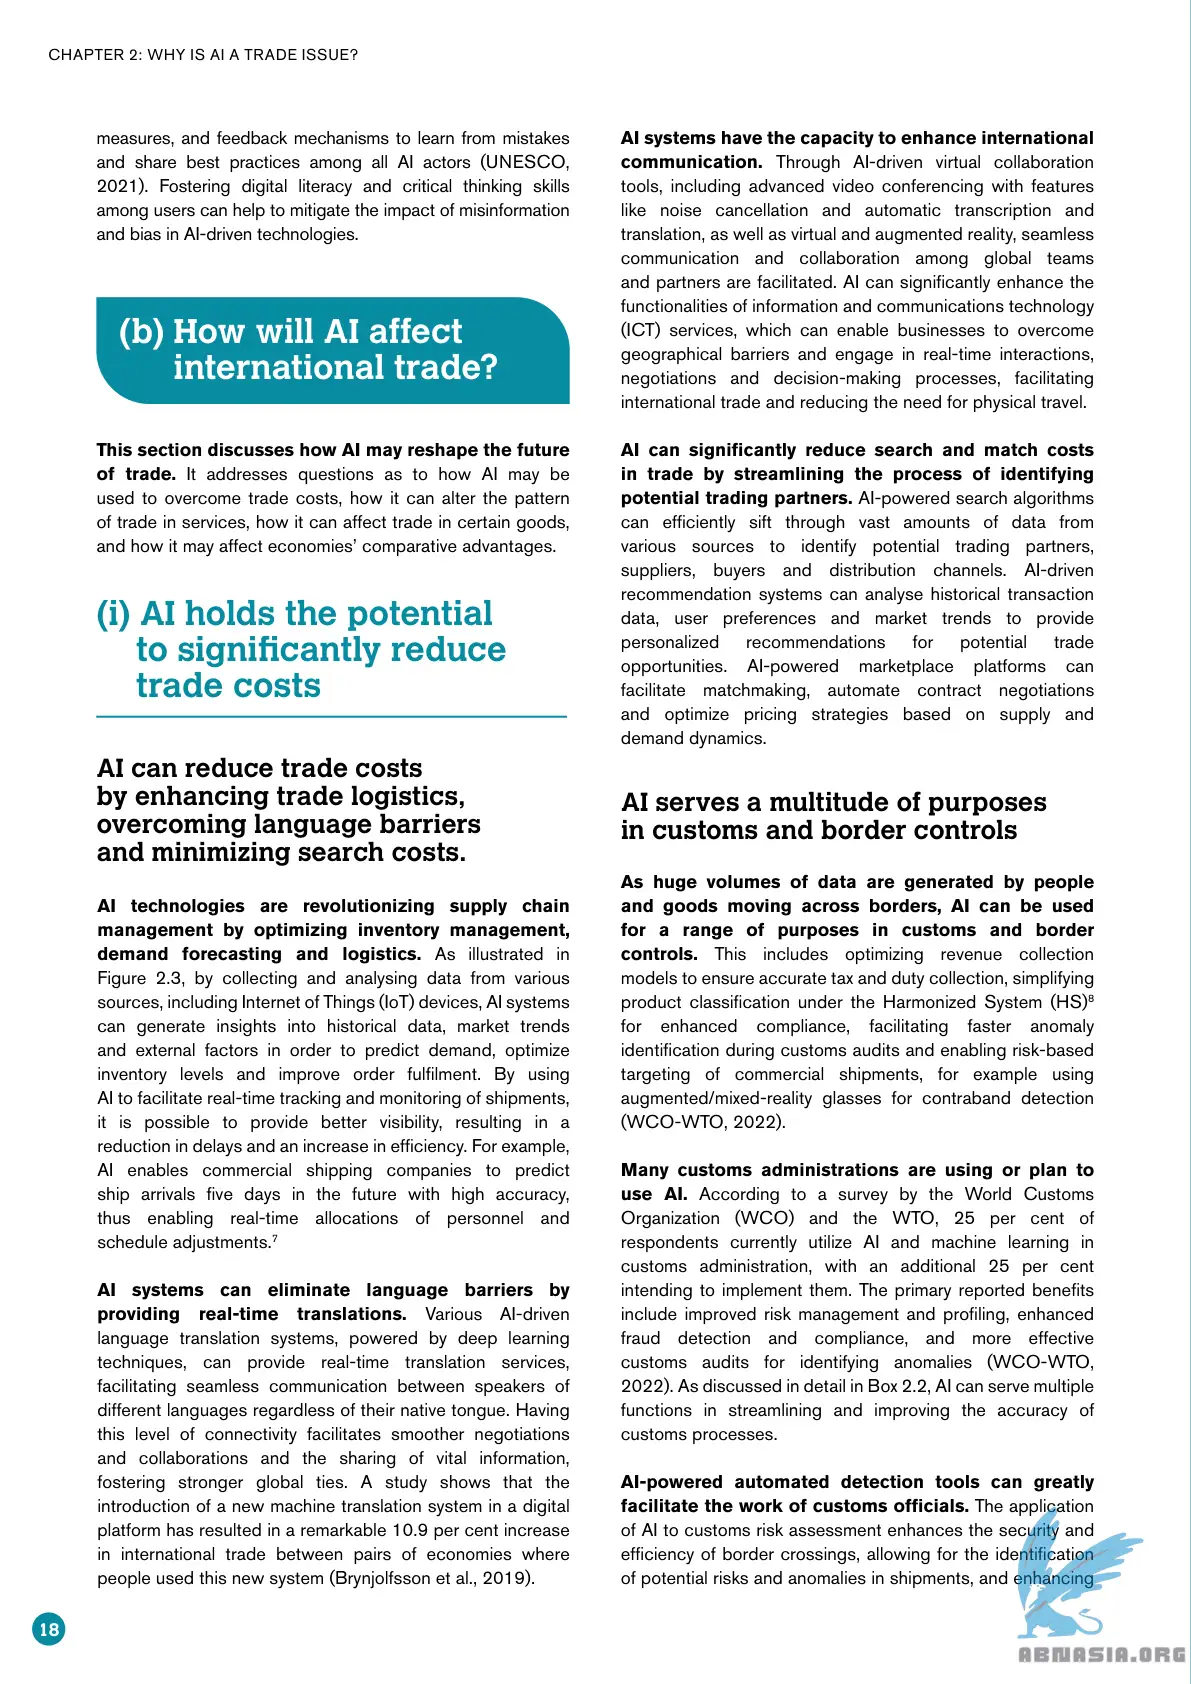 CHAPTER 2: WHY IS AI A TRADE ISSUE?
measures, and feedback mechanisms to learn from mistakes
and share best practices among all AI actors (UNESCO,
2021). Fostering digital literacy and critical thinking skills
among users can help to mitigate the impact of misinformation
and bias in AI-driven technologies.
(b) How will AI affect
international trade?
This section discusses how AI may reshape the future
of trade. It addresses questions as to how AI may be
used to overcome trade costs, how it can alter the pattern
of trade in services, how it can affect trade in certain goods,
and how it may affect economies’ comparative advantages.
(i) AI holds the potential
to significantly reduce
trade costs
AI can reduce trade costs
by enhancing trade logistics,
overcoming language barriers
and minimizing search costs.
AI technologies are revolutionizing supply chain
management by optimizing inventory management,
demand forecasting and logistics. As illustrated in
Figure 2.3, by collecting and analysing data from various
sources, including Internet of Things (IoT) devices, AI systems
can generate insights into historical data, market trends
and external factors in order to predict demand, optimize
inventory levels and improve order fulfilment. By using
AI to facilitate real-time tracking and monitoring of shipments,
it is possible to provide better visibility, resulting in a
reduction in delays and an increase in efficiency. For example,
AI enables commercial shipping companies to predict
ship arrivals five days in the future with high accuracy,
thus enabling real-time allocations of personnel and
schedule adjustments.⁷
AI systems can eliminate language barriers by
providing real-time translations. Various AI-driven
language translation systems, powered by deep learning
techniques, can provide real-time translation services,
facilitating seamless communication between speakers of
different languages regardless of their native tongue. Having
this level of connectivity facilitates smoother negotiations
and collaborations and the sharing of vital information,
fostering stronger global ties. A study shows that the
introduction of a new machine translation system in a digital
platform has resulted in a remarkable 10.9 per cent increase
in international trade between pairs of economies where
people used this new system (Brynjolfsson et al., 2019).
AI systems have the capacity to enhance international
communication. Through AI-driven virtual collaboration
tools, including advanced video conferencing with features
like noise cancellation and automatic transcription and
translation, as well as virtual and augmented reality, seamless
communication and collaboration among global teams
and partners are facilitated. AI can significantly enhance the
functionalities of information and communications technology
(ICT) services, which can enable businesses to overcome
geographical barriers and engage in real-time interactions,
negotiations and decision-making processes, facilitating
international trade and reducing the need for physical travel.
AI can significantly reduce search and match costs
in trade by streamlining the process of identifying
potential trading partners. AI-powered search algorithms
can efficiently sift through vast amounts of data from
various sources to identify potential trading partners,
suppliers, buyers and distribution channels. AI-driven
recommendation systems can analyse historical transaction
data, user preferences and market trends to provide
personalized recommendations for potential trade
opportunities. AI-powered marketplace platforms can
facilitate matchmaking, automate contract negotiations
and optimize pricing strategies based on supply and
demand dynamics.
AI serves a multitude of purposes
in customs and border controls
As huge volumes of data are generated by people
and goods moving across borders, AI can be used
for a range of purposes in customs and border
controls. This includes optimizing revenue collection
models to ensure accurate tax and duty collection, simplifying
product classification under the Harmonized System (HS)⁸
for enhanced compliance, facilitating faster anomaly
identification during customs audits and enabling risk-based
targeting of commercial shipments, for example using
augmented/mixed-reality glasses for contraband detection
(WCO-WTO, 2022).
Many customs administrations are using or plan to
use AI. According to a survey by the World Customs
Organization (WCO) and the WTO, 25 per cent of
respondents currently utilize AI and machine learning in
customs administration, with an additional 25 per cent
intending to implement them. The primary reported benefits
include improved risk management and profiling, enhanced
fraud detection and compliance, and more effective
customs audits for identifying anomalies (WCO-WTO,
2022). As discussed in detail in Box 2.2, AI can serve multiple
functions in streamlining and improving the accuracy of
customs processes.
AI-powered automated detection tools can greatly
facilitate the work of customs officials. The application
of AI to customs risk assessment enhances the security and
efficiency of border crossings, allowing for the identification
of potential risks and anomalies in shipments, and enhancing
18
ABNASIA.ORG